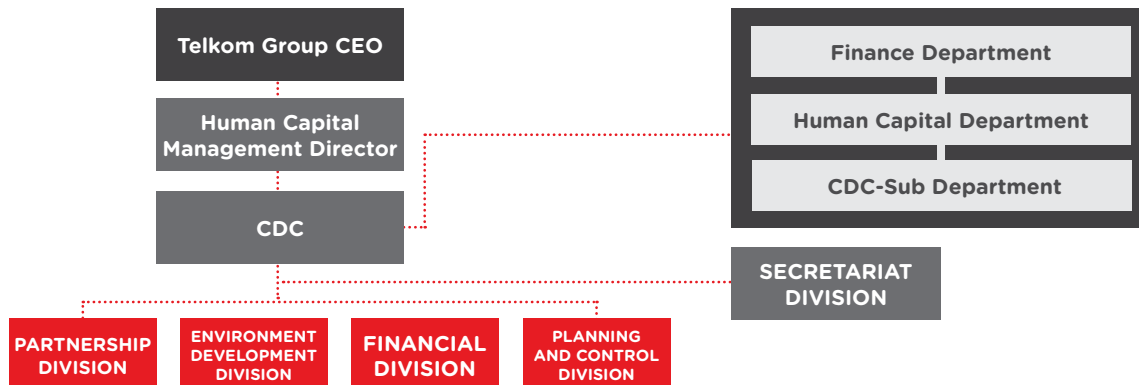 Telkom Group CEO
Human Capital
Management Director
CDC
Finance Department
Human Capital Department
CDC-Sub Department
SECRETARIAT
DIVISION
PARTNERSHIP
DIVISION
ENVIRONMENT
DEVELOPMENT
DIVISION
FINANCIAL
DIVISION
PLANNING
AND CONTROL
DIVISION